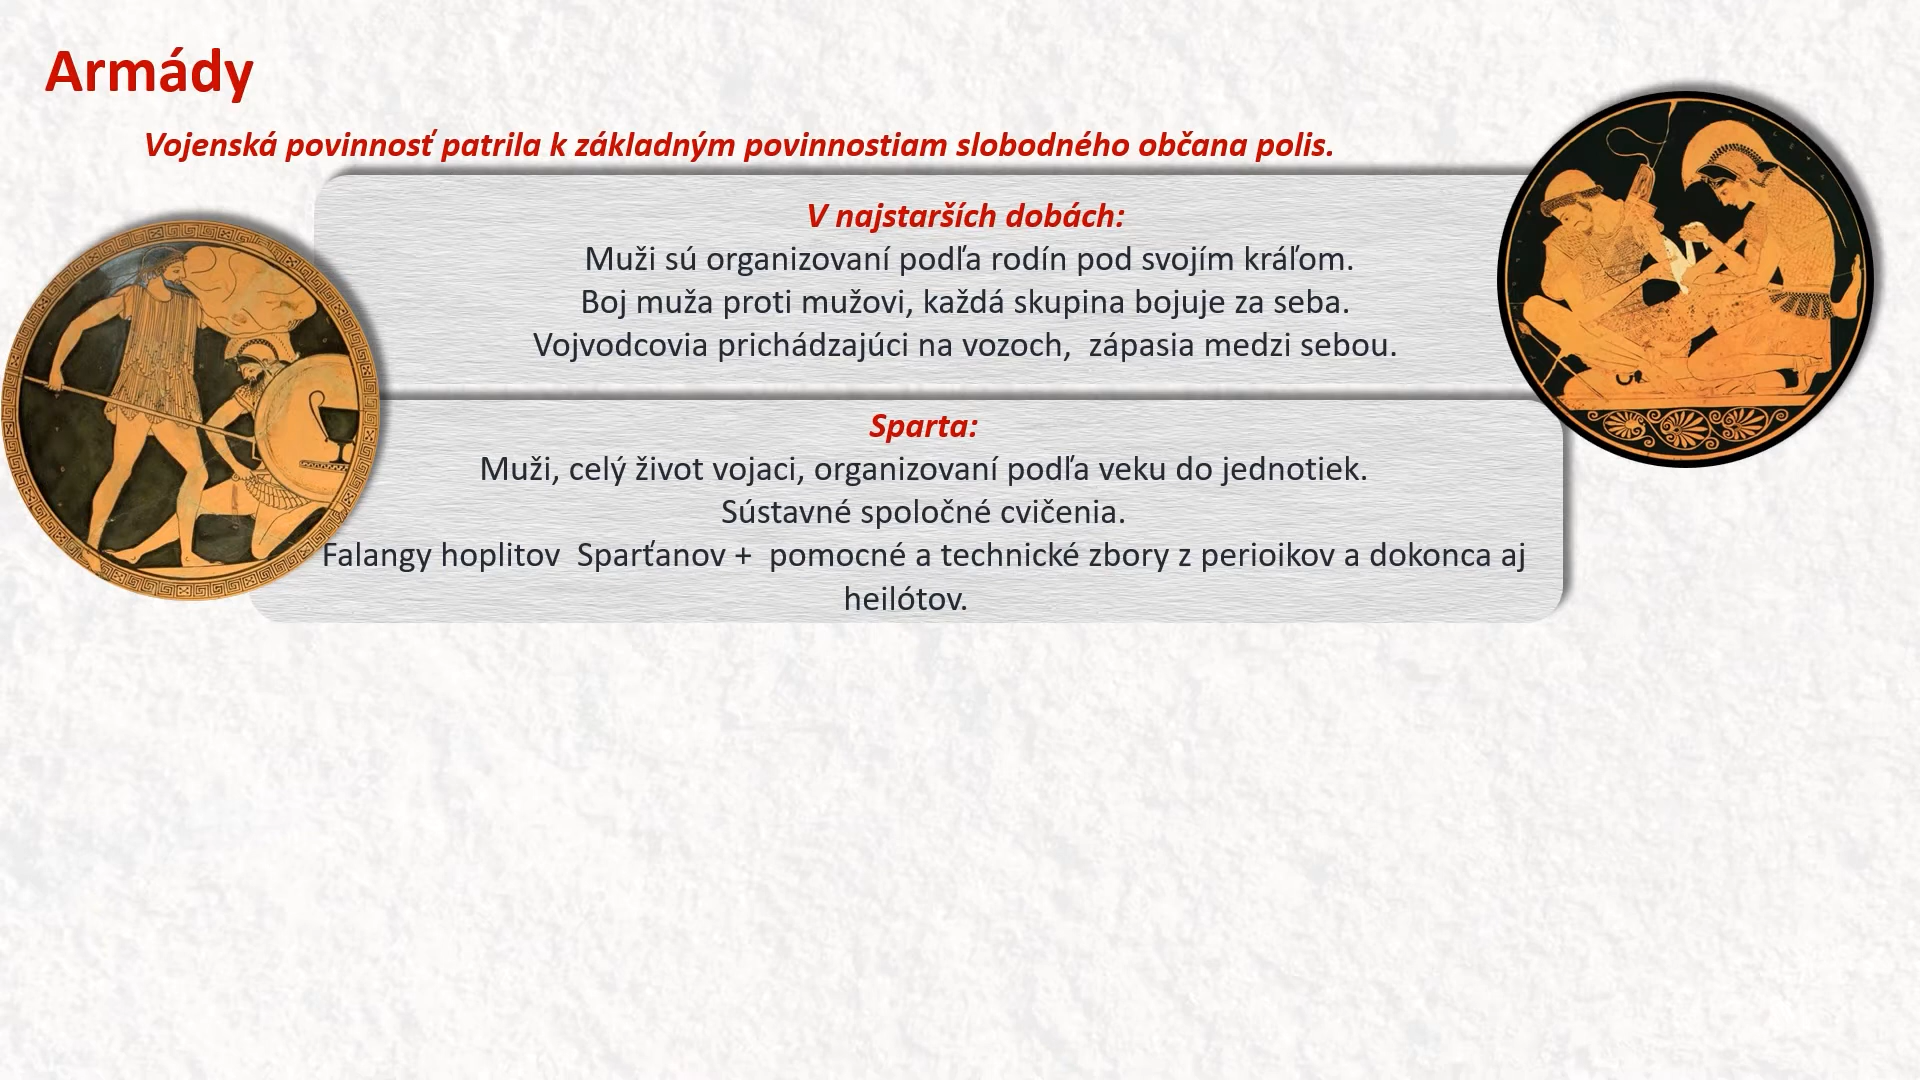 Armády
Vojenská povinnosť patrila k základným povinnostiam slobodného občana polis.
V najstarších dobách:
Muži sú organizovaní podľa rodín pod svojím kráľom.
Boj muža proti mužovi, každá skupina bojuje za seba.
Vojvodcovia prichádzajúci na vozoch,  zápasia medzi sebou.
Sparta:
Muži, celý život vojaci, organizovaní podľa veku do jednotiek.
Sústavné spoločné cvičenia.
Falangy hoplitov  Sparťanov +  pomocné a technické zbory z perioikov a dokonca aj
heilótov.